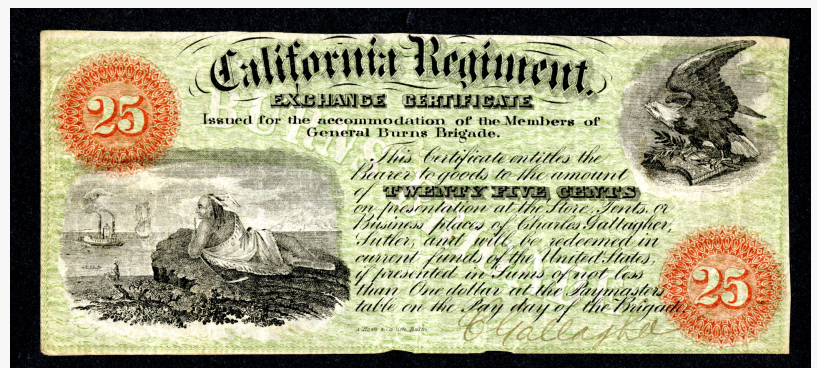 California Regiment.
EXCHANGE CERTIFICATE
Issued for the accommodation of the Members of
General Burns Brigade.
25
This Certificate entitles the
Bearer to goods to the amount
of TWENTY FIVE CENTS
on presentation at the Store, Tents, or
Business places of Charles Gallagher,
Sutler, and will be redeemed in
current funds of the United States,
if presented in Sums of not less
than One dollar at the Paymasters
table on the Pay day of the Brigade
25
C Gallagher